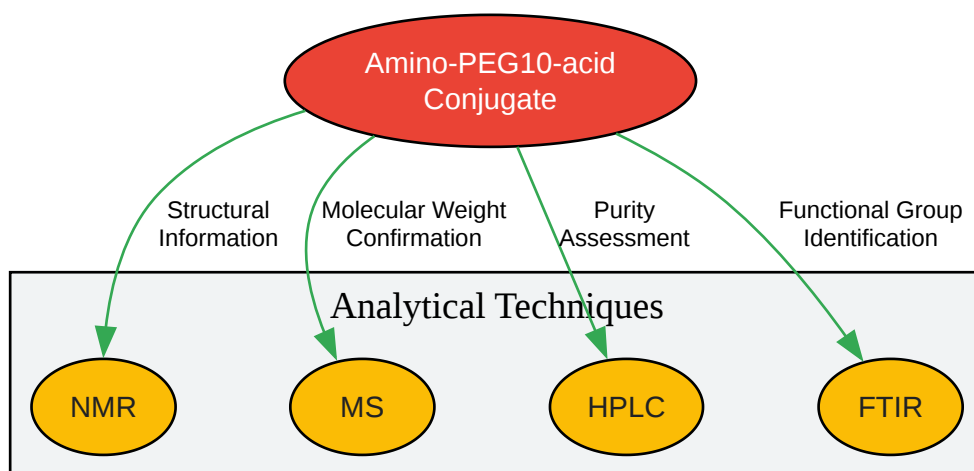 Amino-PEG10-acid
Conjugate
Structural
Information
Molecular Weight
Confirmation
Purity
Assessment
Functional Group
Identification
Analytical Techniques
NMR
MS
HPLC
FTIR